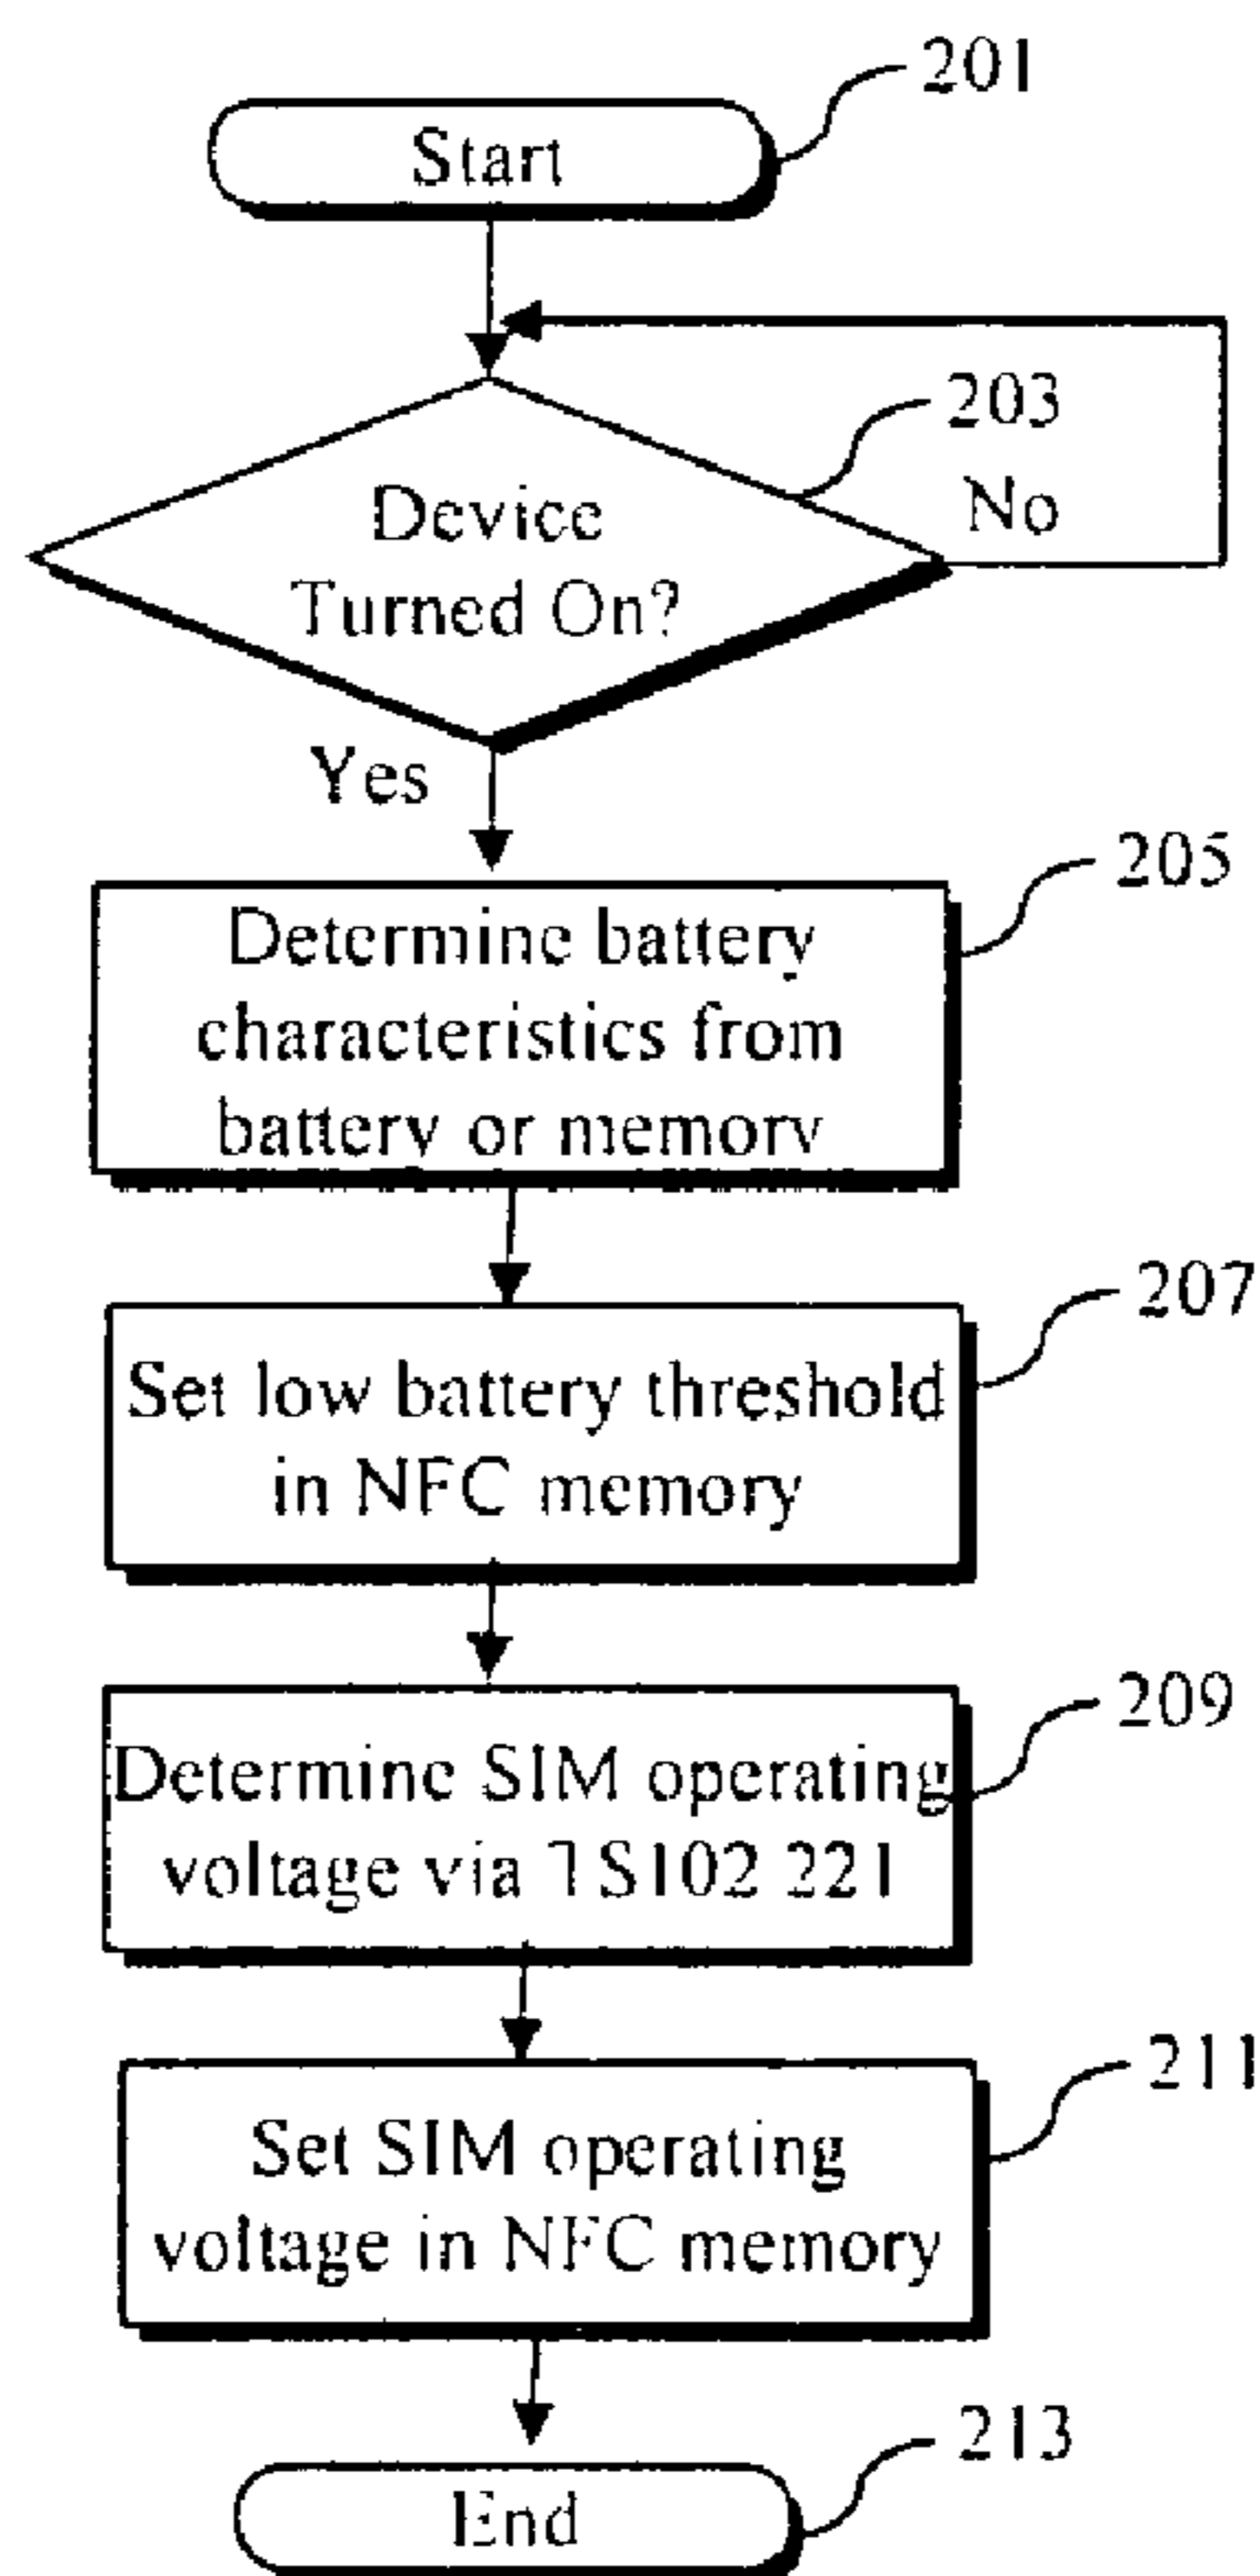 201
Start
203
No
Device
Turned On?
Yes
205
Determine battery
characteristics from
battery or memory
207
Set low battery threshold
in NFC memory
209
Determine SIM operating
voltage via TS102 221
211
Set SIM operating
voltage in NFC memory
213
End